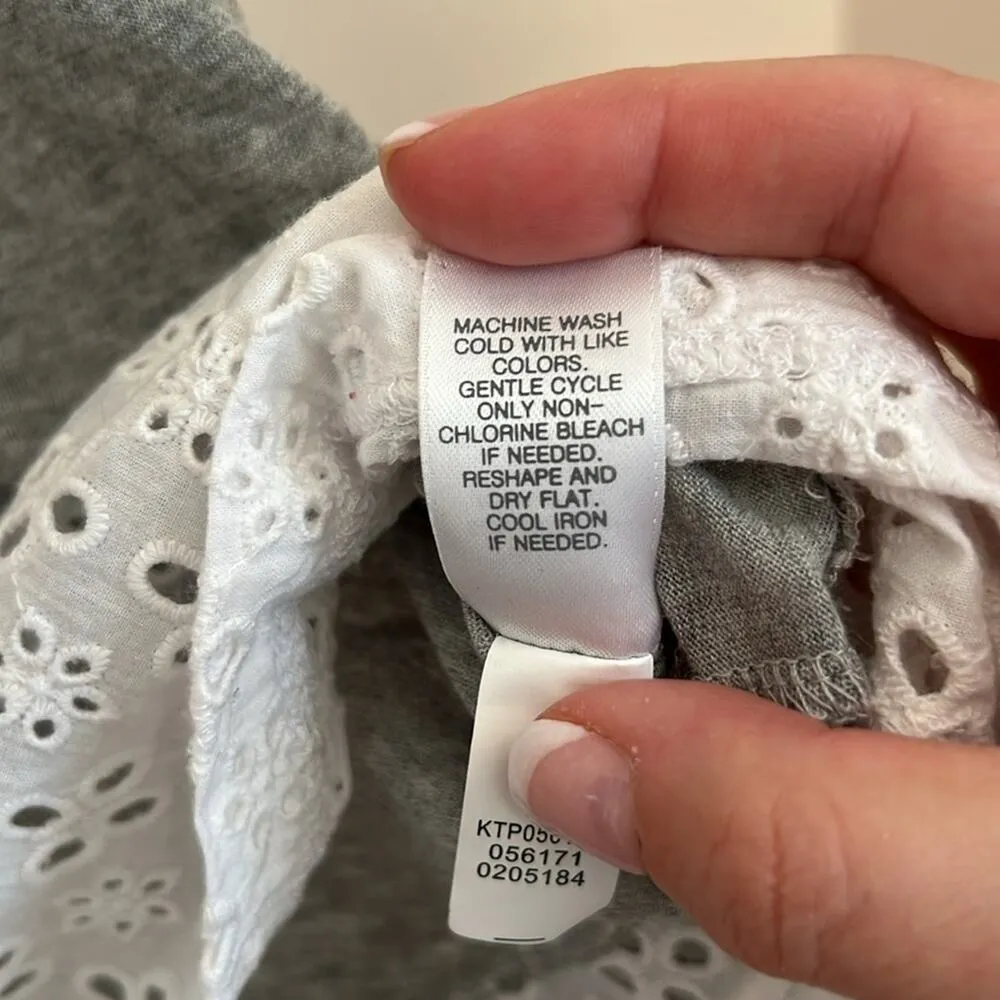 MACHINE WASH
COLD WITH LIKE
COLORS.
GENTLE CYCLE
ONLY NON-
CHLORINE BLEACH
IF NEEDED.
RESHAPE AND
DRY FLAT.
COOL IRON
IF NEEDED.
056171
0205184